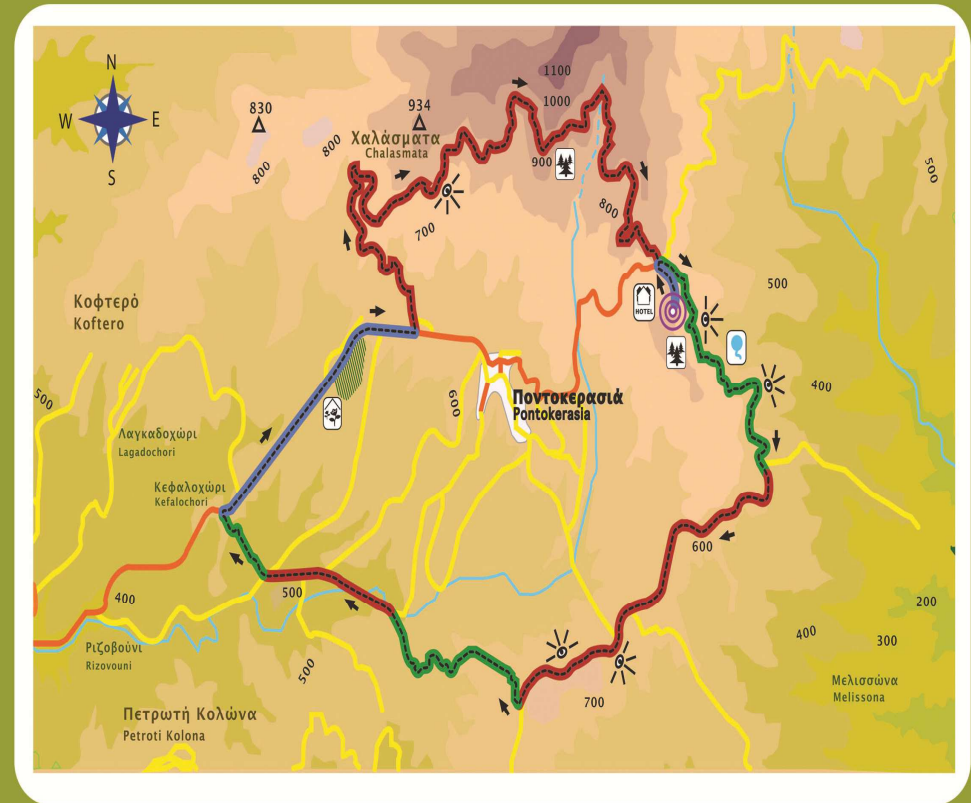 N
W
E
S
1100
1000
830
934
800
800
Χαλάσματα
Chalasmata
900
500
700
800
Κοφτερό
Koftero
500
HOTEL
400
500
600
Ποντοκερασιά
Pontokerasia
Λαγκαδοχώρι
Lagadochori
Κεφαλοχώρι
Kefalochori
600
500
400
200
400
300
Ριζοβούνι
Rizovouni
500
Μελισσώνα
Melissona
700
Πετρωτή Κολώνα
Petroti Kolona